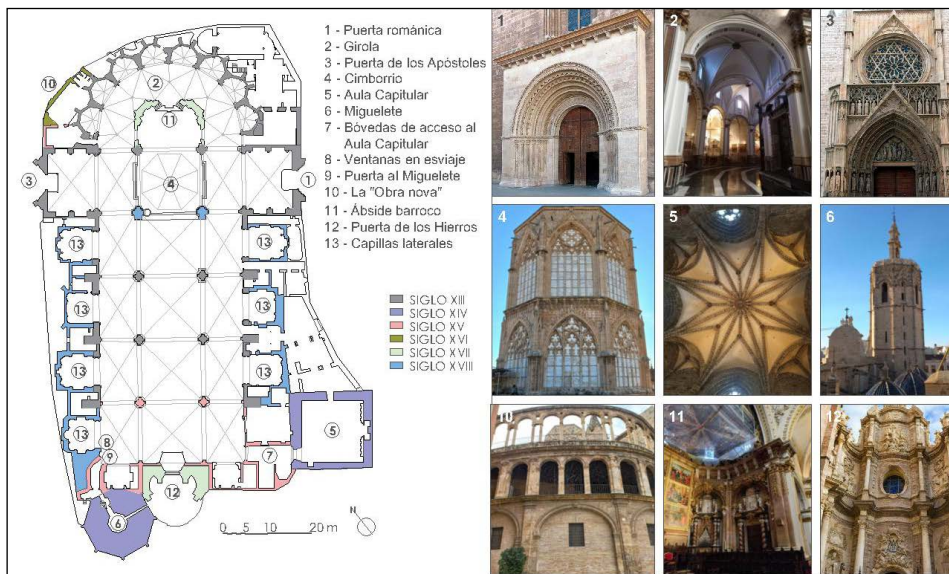 1 - Puerta románica
2 - Girola
3 - Puerta de los Apóstoles
4 - Cimborrio
5 - Aula Capitular
6 - Miguelete
7 - Bóvedas de acceso al
Aula Capitular
8 - Ventanas en esviaje
9 - Puerta al Miguelete
10 - La "Obra nova"
11 - Ábside barroco
12 - Puerta de los Hierros
13 - Capillas laterales
SIGLO XIII
SIGLO XIV
SIGLO XV
SIGLO XVI
SIGLO XVII
SIGLO XVIII
10
2
11
3
4
1
13
13
13
13
13
13
13
8
9
7
5
12
6
0 5 10 20 m
N
1
2
3
4
5
6
10
11
12